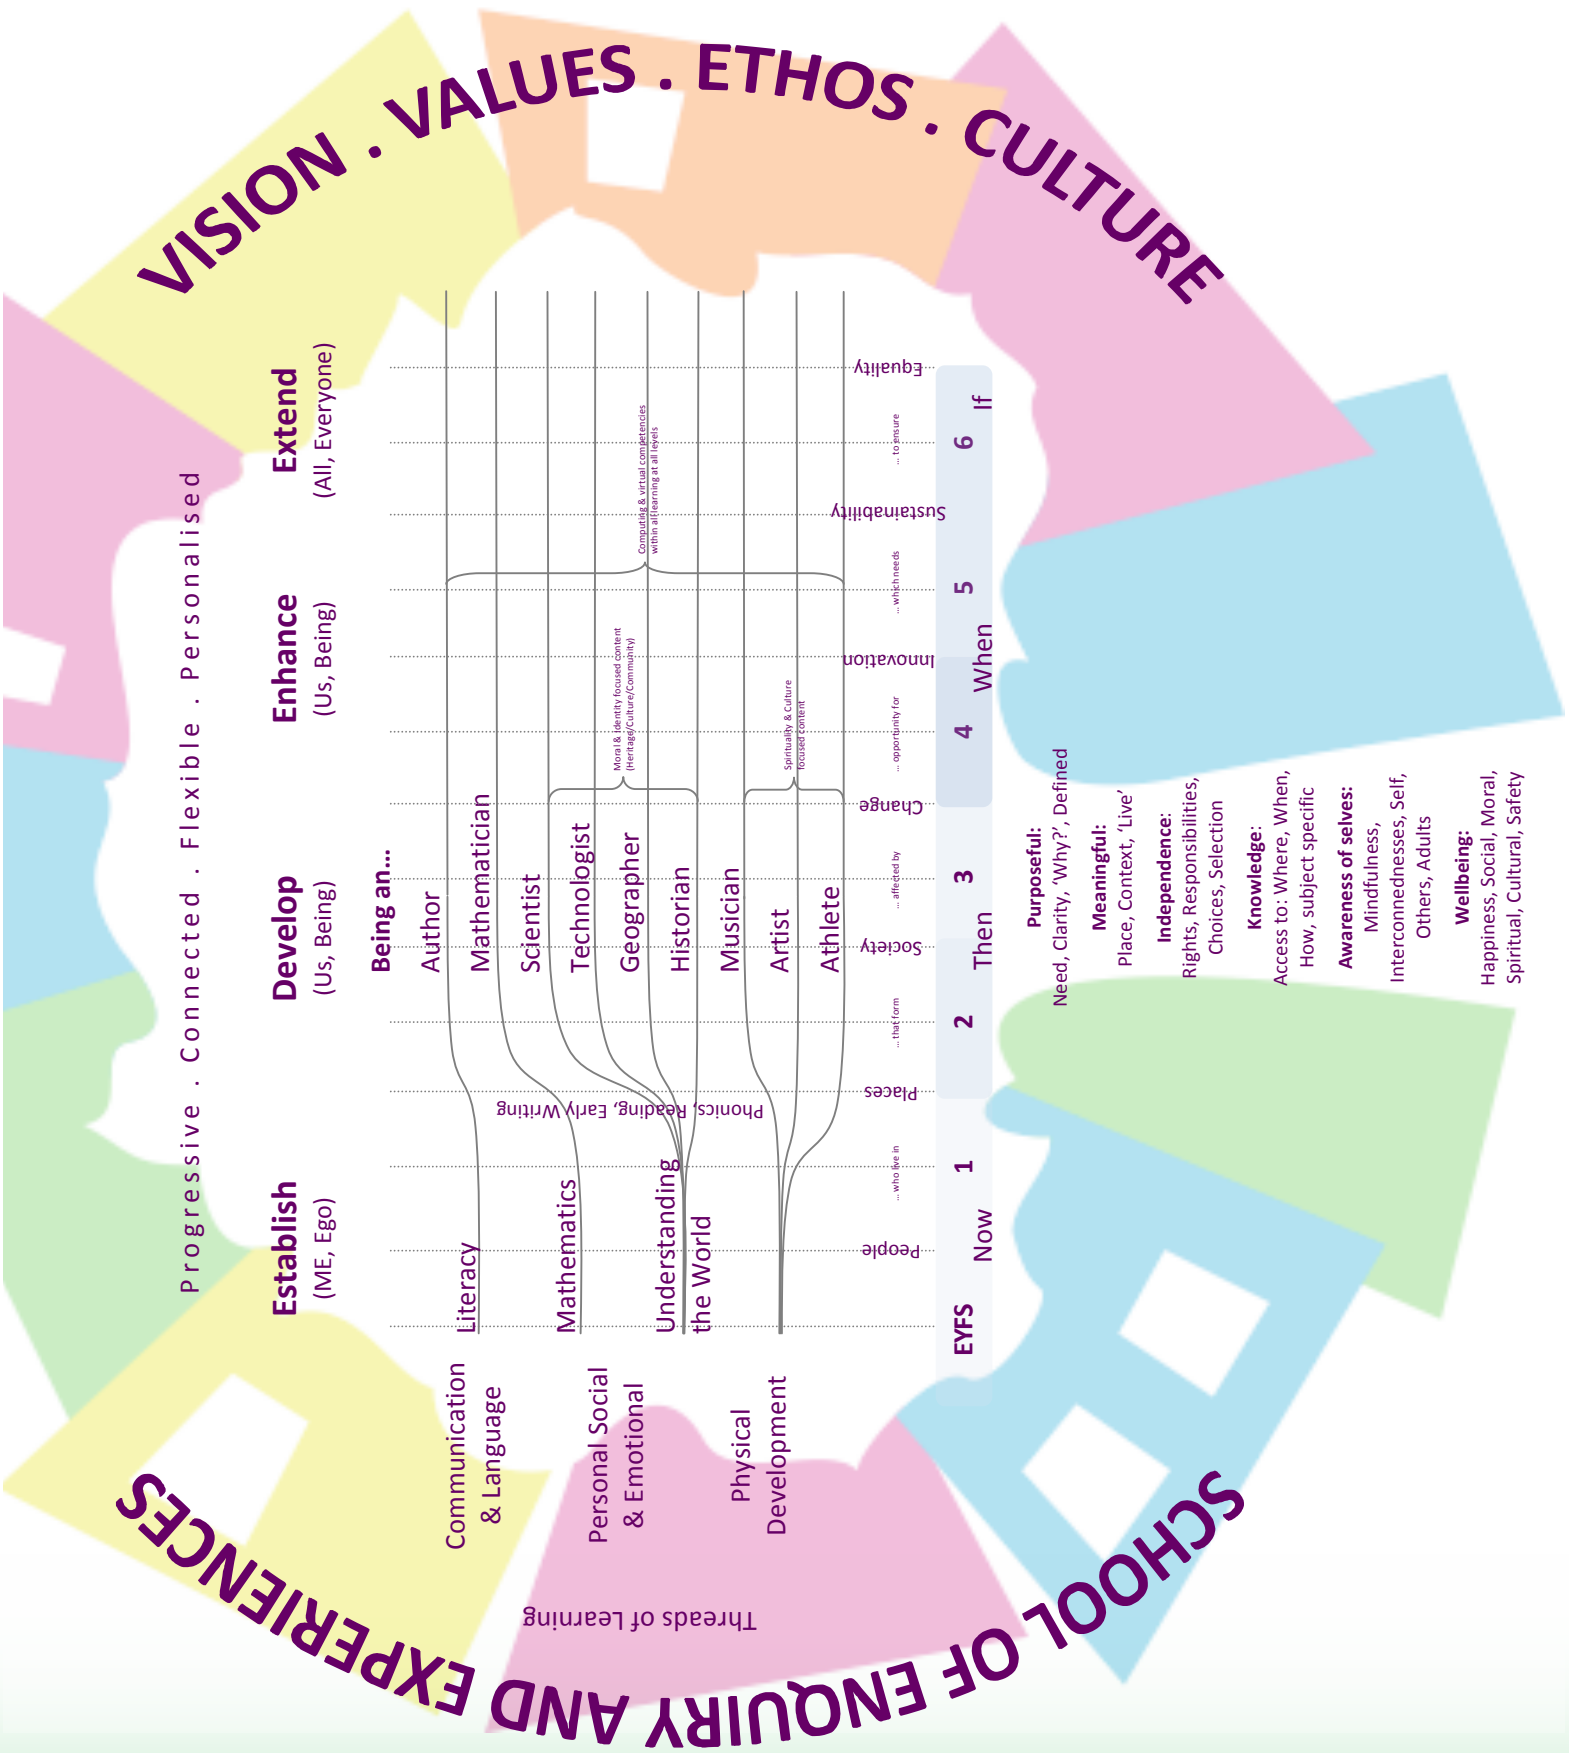 VISION . VALUES . ETHOS . CULTURE
Progressive . Connected . Flexible . Personalised
Establish
(ME, Ego)
Develop
(Us, Being)
Enhance
(Us, Being)
Extend
(All, Everyone)
Being an...
Author
Mathematician
Scientist
Technologist
Geographer
Historian
Musician
Artist
Athlete
Communication
& Language
Personal Social
& Emotional
Physical
Development
Threads of Learning
Literacy
Mathematics
Understanding
the World
Phonics, Reading, Early Writing
Moral & Identity focused content
(Heritage/Culture/Community)
Spirituality & Culture
focused content
Computing & virtual competencies
within all learning at all levels
People
... who live in
Places
... that form
Society
... affected by
Change
... opportunity for
Innovation
... which needs
Sustainability
... to ensure
Equality
EYFS
1
2
3
4
5
6
Now
Then
When
If
Purposeful:
Need, Clarity, ‘Why?’, Defined
Meaningful:
Place, Context, ‘Live’
Independence:
Rights, Responsibilities,
Choices, Selection
Knowledge:
Access to: Where, When,
How, subject specific
Awareness of selves:
Mindfulness,
Interconnednesses, Self,
Others, Adults
Wellbeing:
Happiness, Social, Moral,
Spiritual, Cultural, Safety
SCHOOL OF ENQUIRY AND EXPERIENCES